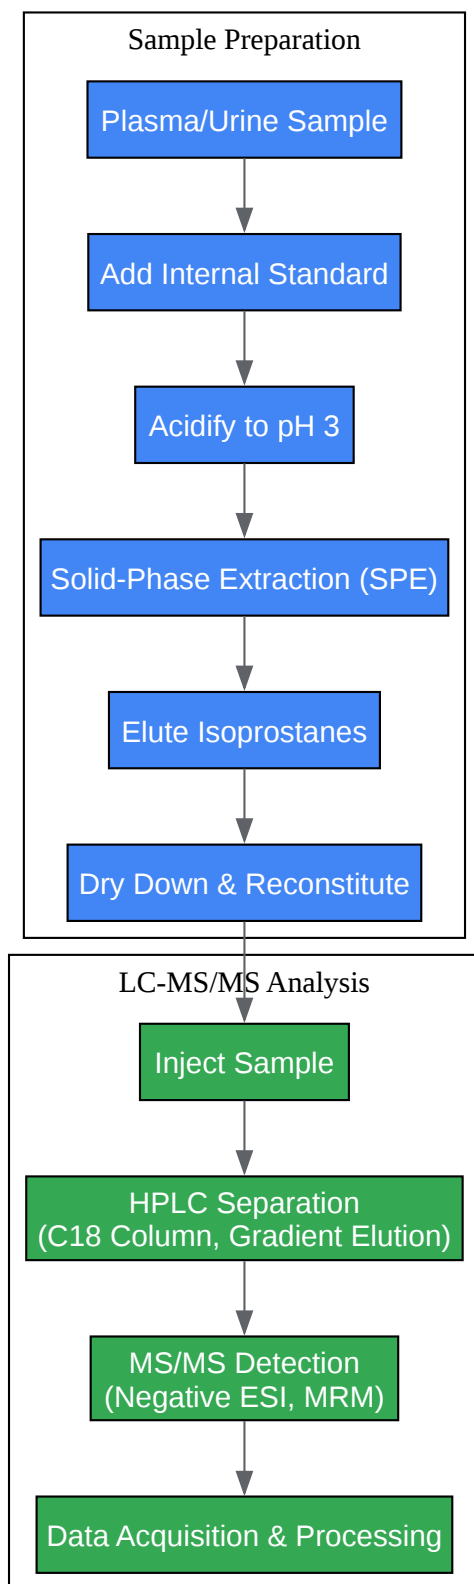 Sample Preparation
Plasma/Urine Sample
Add Internal Standard
Acidify to pH 3
Solid-Phase Extraction (SPE)
Elute Isoprostanes
Dry Down & Reconstitute
LC-MS/MS Analysis
Inject Sample
HPLC Separation
(C18 Column, Gradient Elution)
MS/MS Detection
(Negative ESI, MRM)
Data Acquisition & Processing